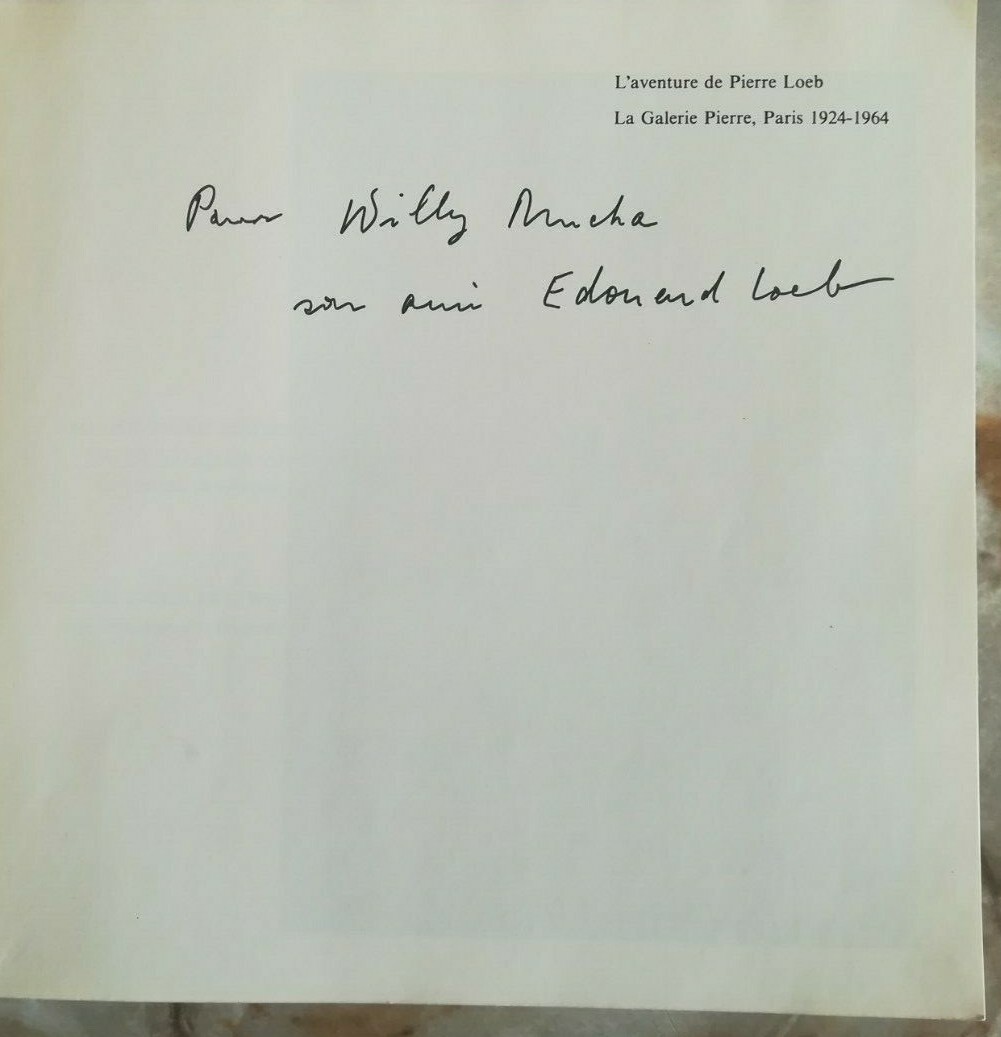 L'aventure de Pierre Loeb
La Galerie Pierre, Paris 1924-1964
Pour Willy Mucha
son ami Edouard Loeb